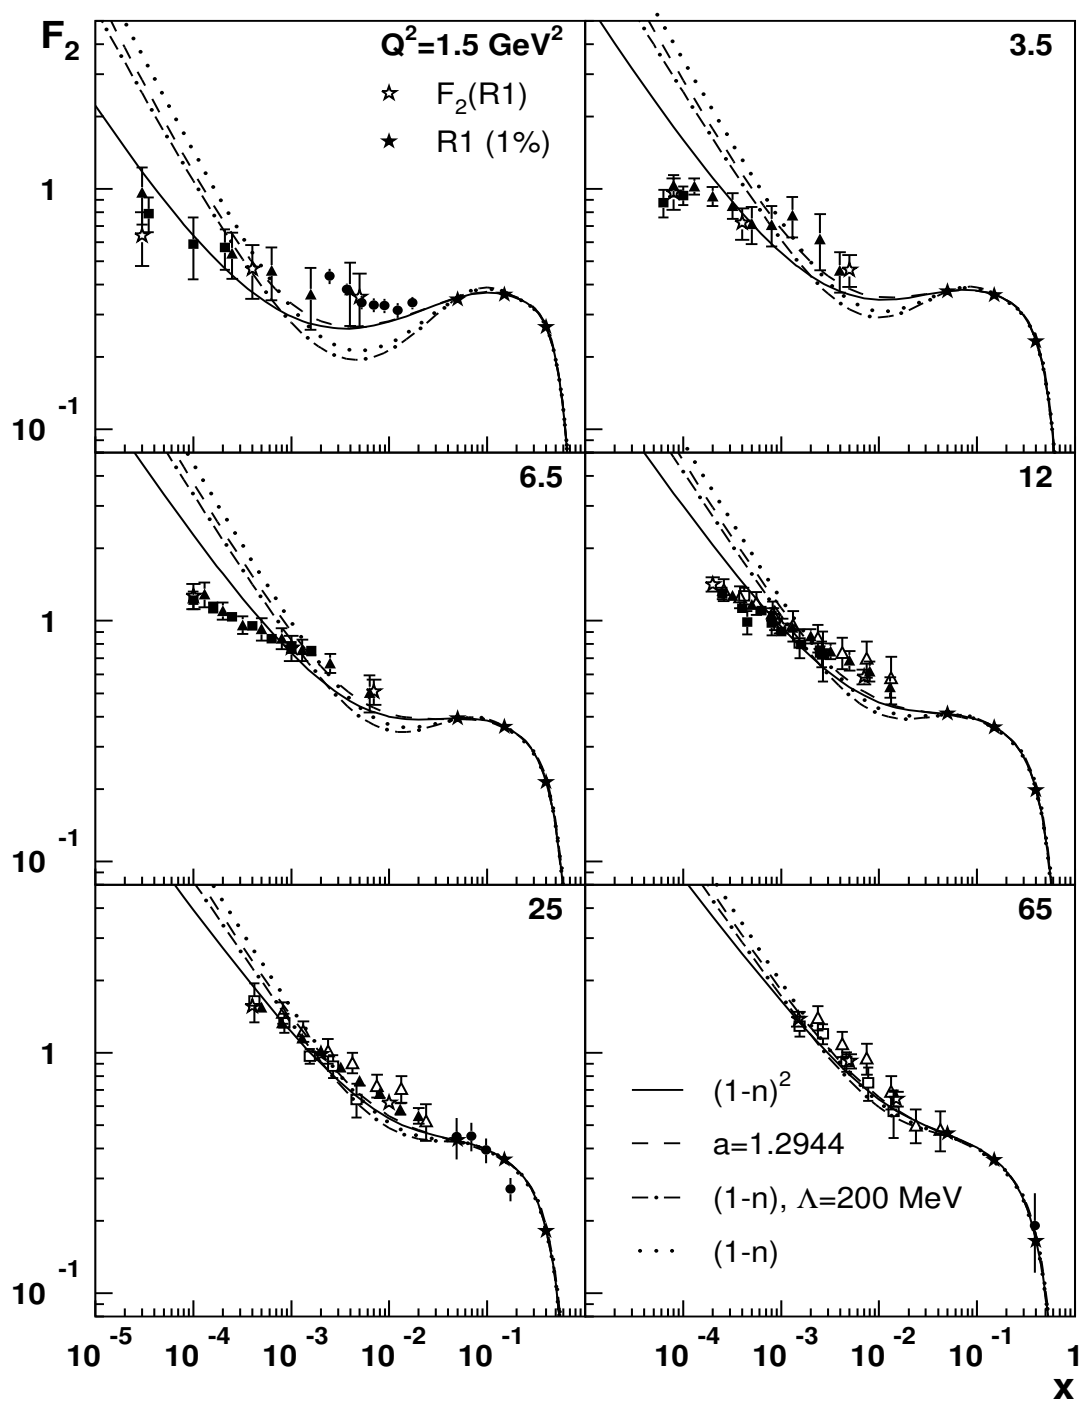 F₂
Q²=1.5 GeV²
3.5
F₂(R1)
R1 (1%)
2
1
10⁻¹
6.5
12
1
10⁻¹
25
65
1
(1-n)²
a=1.2944
(1-n), Λ=200 MeV
(1-n)
10⁻¹
10⁻⁵ 10⁻⁴ 10⁻³ 10⁻² 10⁻¹ 10⁻⁴ 10⁻³ 10⁻² 10⁻¹ 1
x